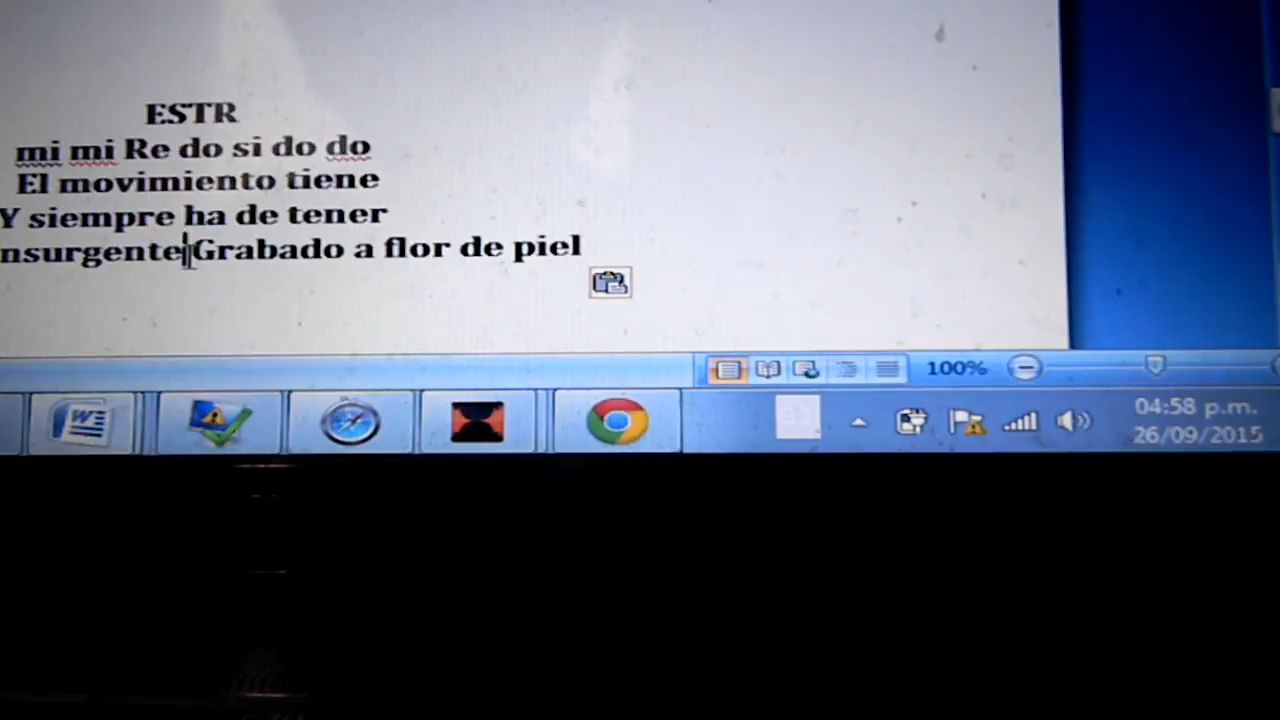 ESTR
mi mi Re do si do do
El movimiento tiene
Y siempre ha de tener
nsurgente Grabado a flor de piel
100%
W
04:58 p.m.
26/09/2015